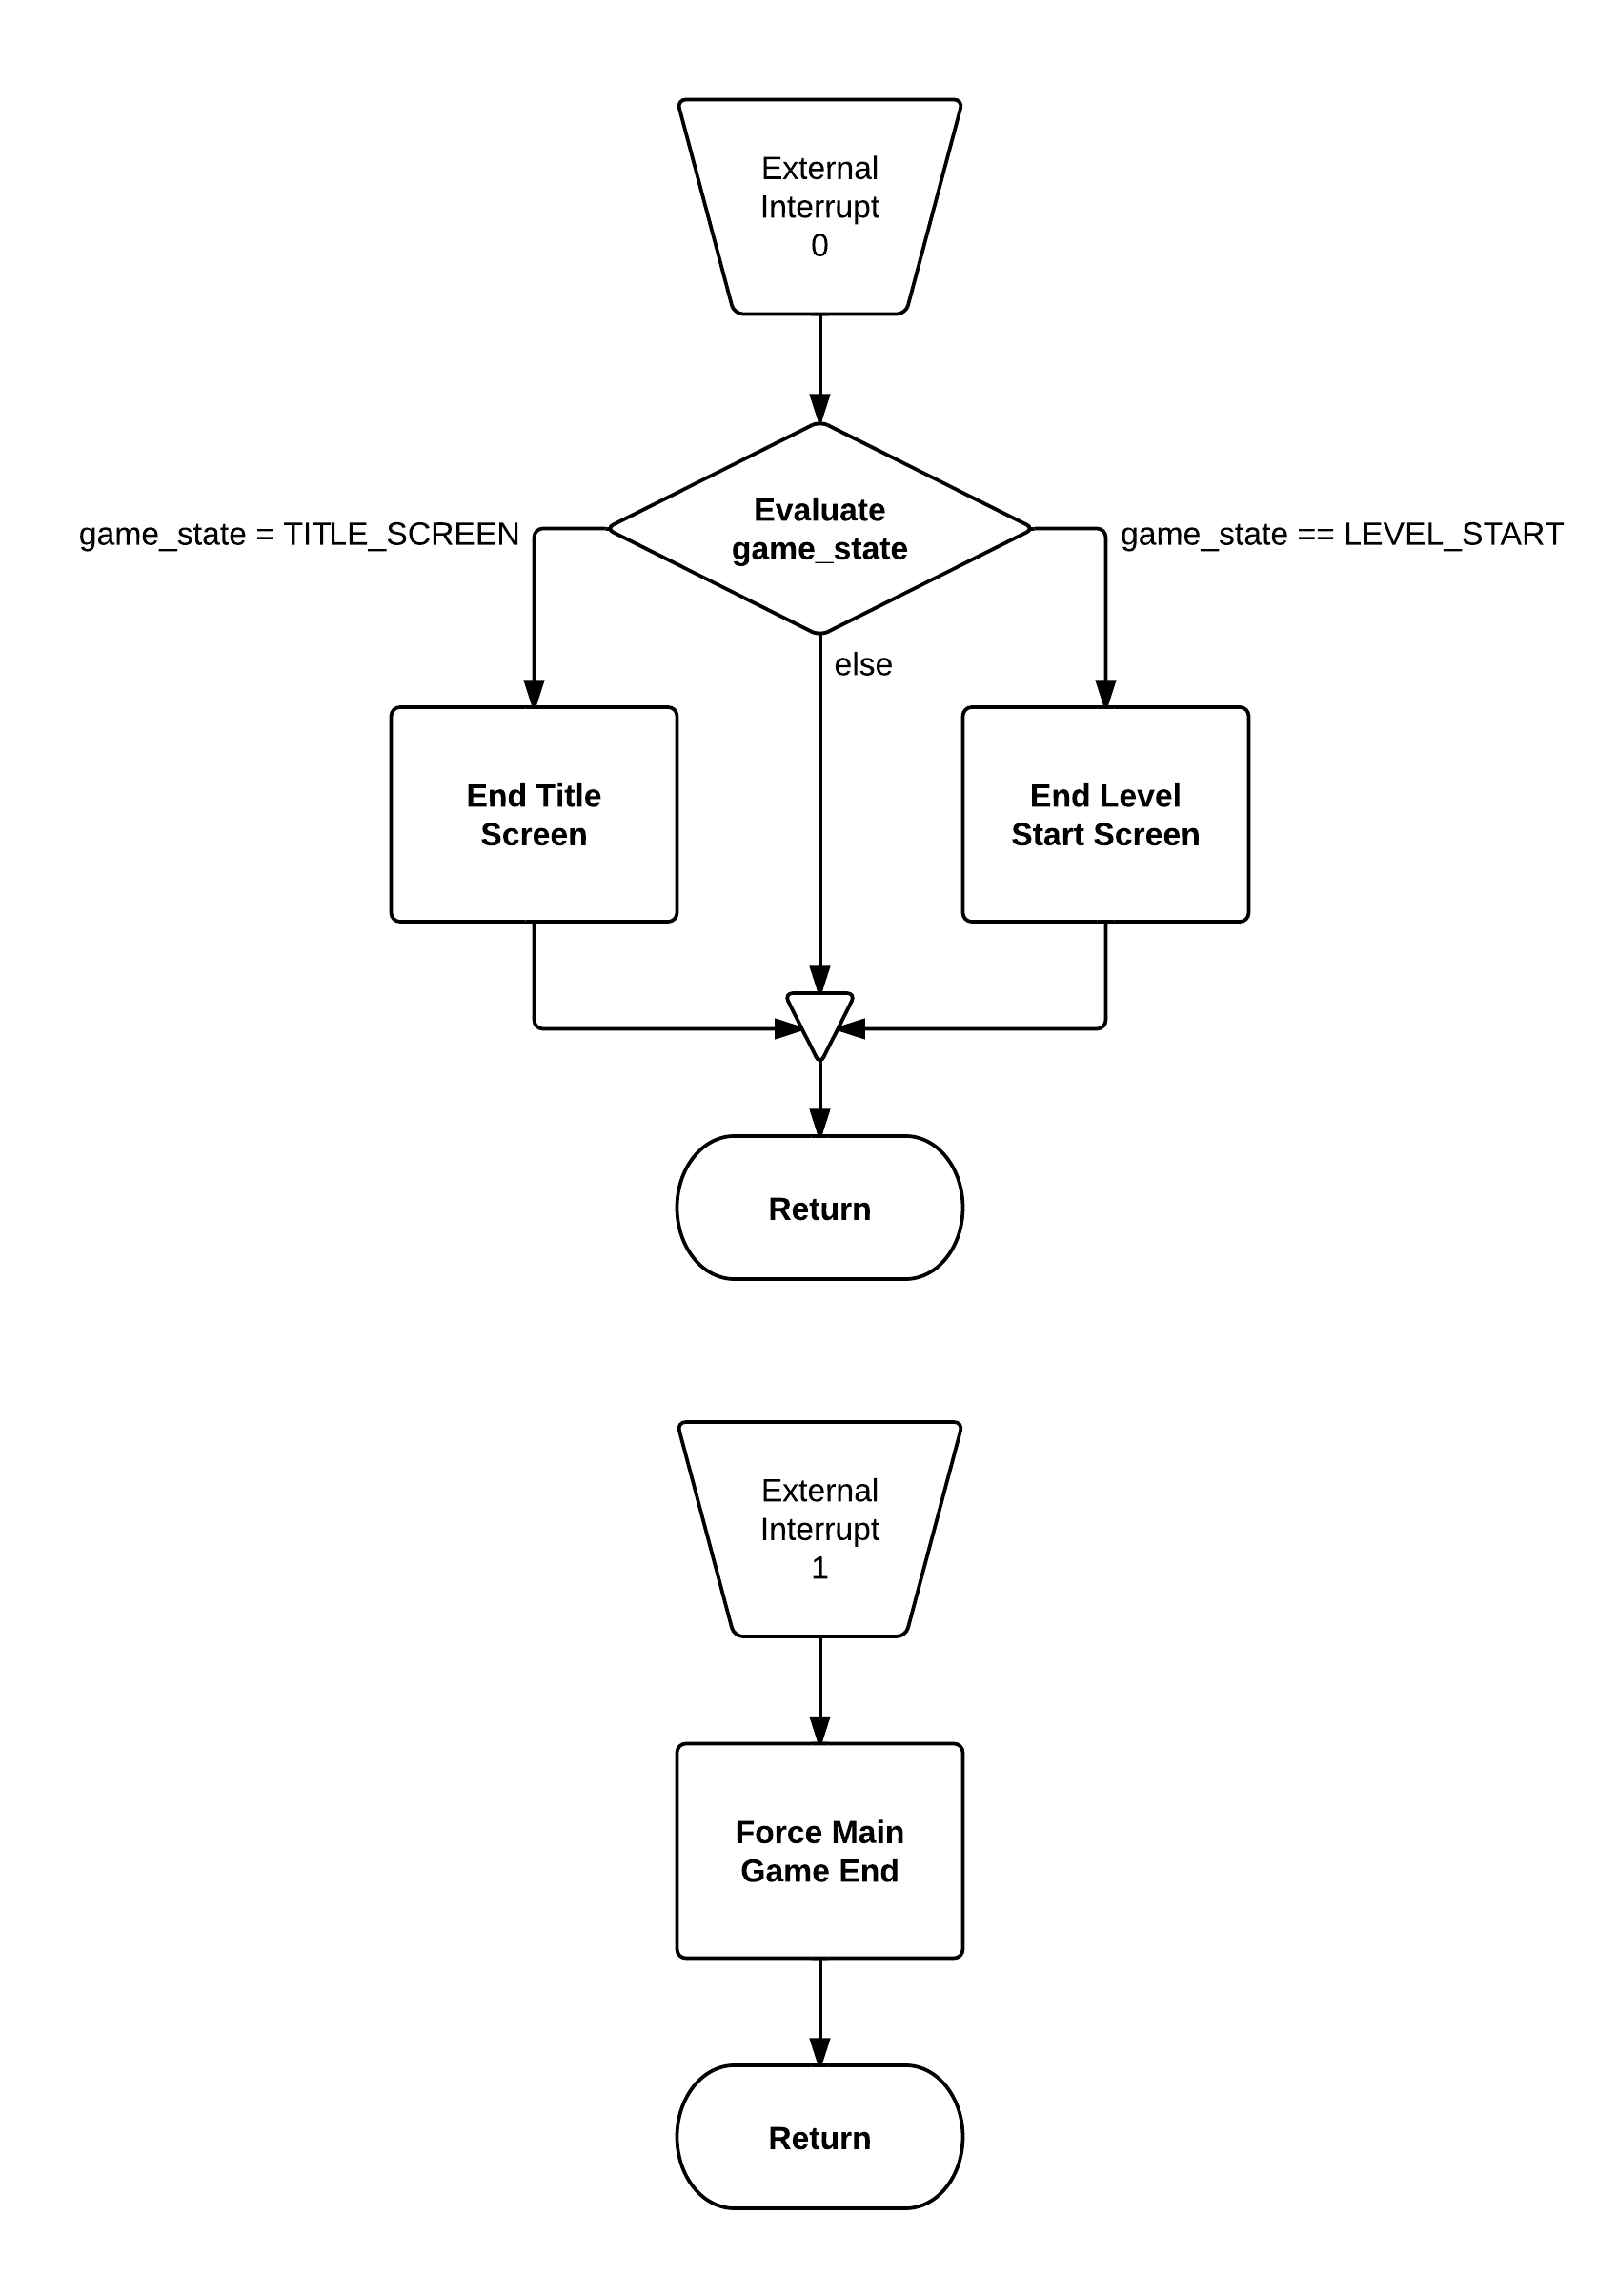 External
Interrupt
0
Evaluate
game_state
game_state = TITLE_SCREEN
game_state == LEVEL_START
else
End Title
Screen
End Level
Start Screen
Return
External
Interrupt
1
Force Main
Game End
Return